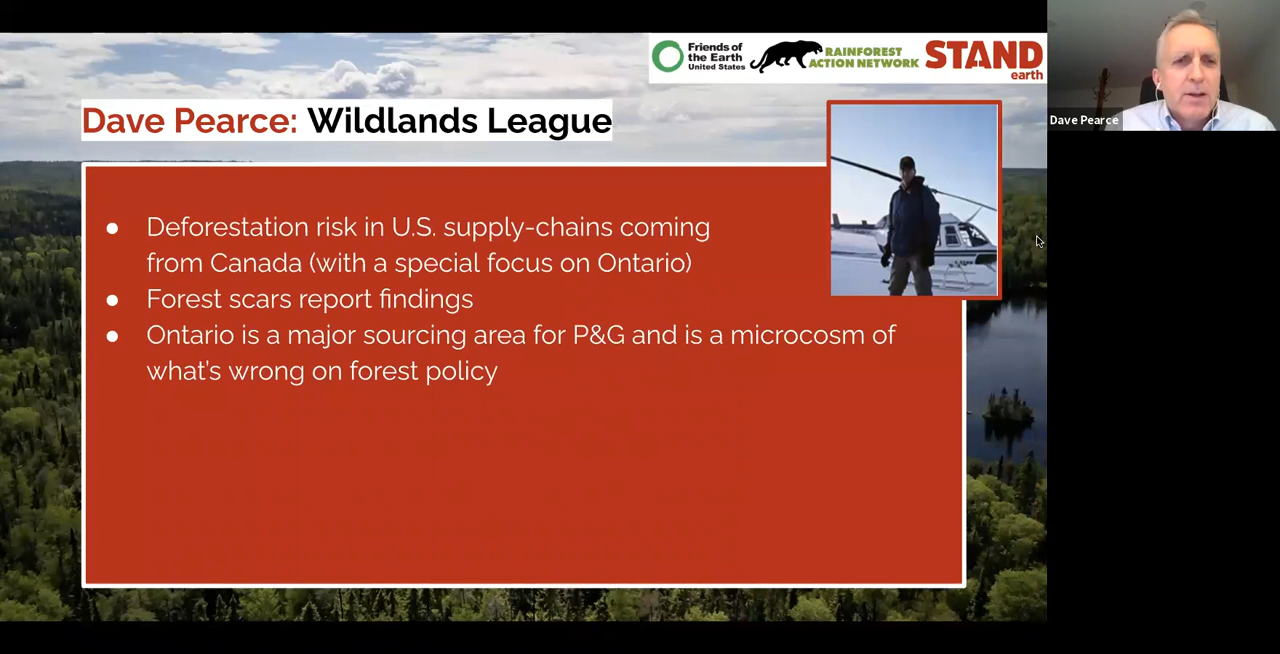 Friends of
the Earth
United States
RAINFOREST
ACTION NETWORK
STAND
earth
Dave Pearce
Dave Pearce: Wildlands League
● Deforestation risk in U.S. supply-chains coming
from Canada (with a special focus on Ontario)
● Forest scars report findings
● Ontario is a major sourcing area for P&G and is a microcosm of
what's wrong on forest policy